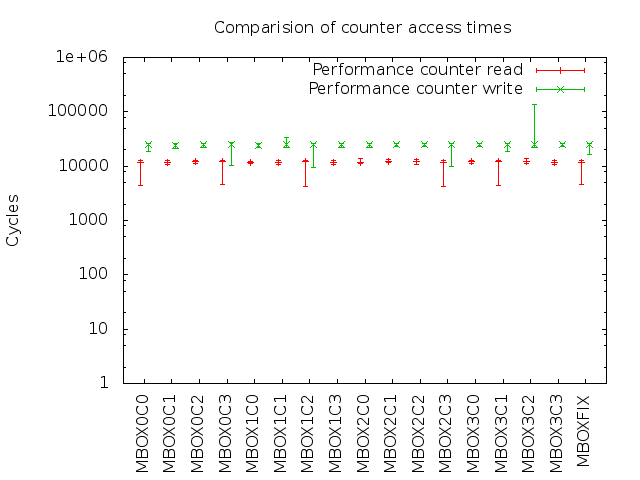 Comparision of counter access times
Performance counter read
Performance counter write
1e+06
100000
10000
1000
100
10
1
Cycles
MBOX0C0
MBOX0C1
MBOX0C2
MBOX0C3
MBOX1C0
MBOX1C1
MBOX1C2
MBOX1C3
MBOX2C0
MBOX2C1
MBOX2C2
MBOX2C3
MBOX3C0
MBOX3C1
MBOX3C2
MBOX3C3
MBOXFIX